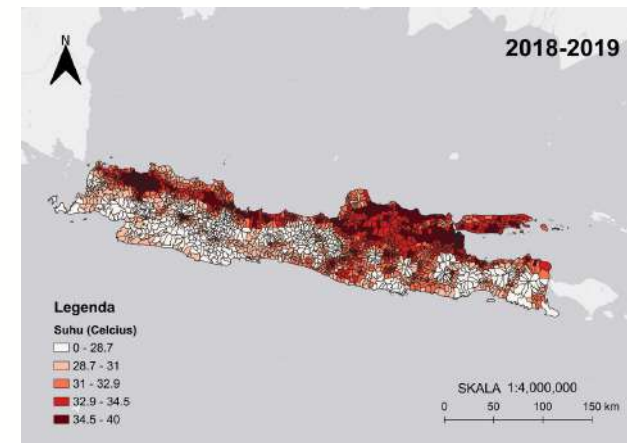 N
2018-2019
Legenda
Suhu (Celcius)
0 - 28.7
28.7 - 31
31 - 32.9
32.9 - 34.5
34.5 - 40
SKALA 1:4,000,000
0 50 100 150 km